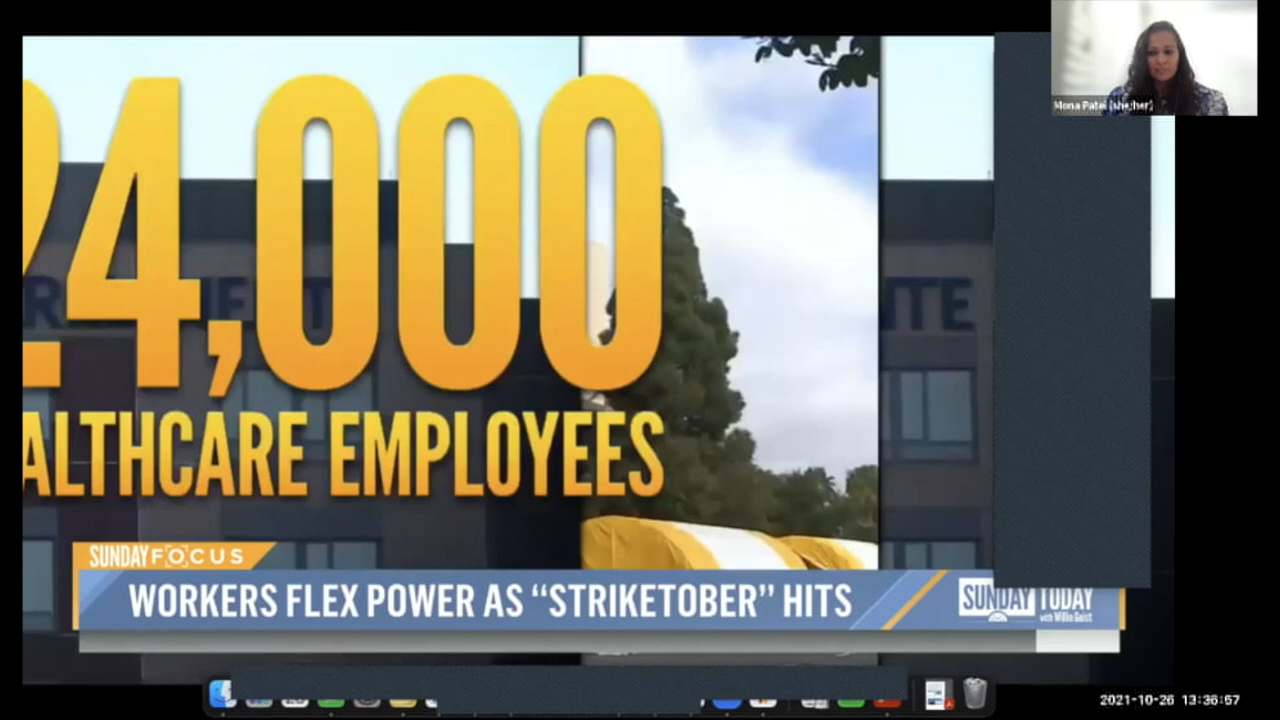 24,000
ALTHCARE EMPLOYEES
ITE
SUNDAY FOCUS
WORKERS FLEX POWER AS “STRIKETOBER” HITS
SUNDAY TODAY
with Willie Geist
Mona Patel (she/her)
2021-10-26 13:36:57